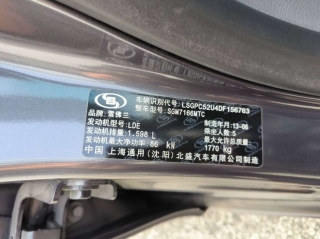 车辆识别代号: LSGPC52U4DF156763
整车型号: SGM7166MTC
品牌: 雪佛兰
发动机型号: LDE
制造年月: 13-06
发动机排量: 1.598 L
乘坐人数: 5
发动机最大净功率: 86 kW
最大允许总质量 1770 kg
中国 上海通用(沈阳)北盛汽车有限公司制造